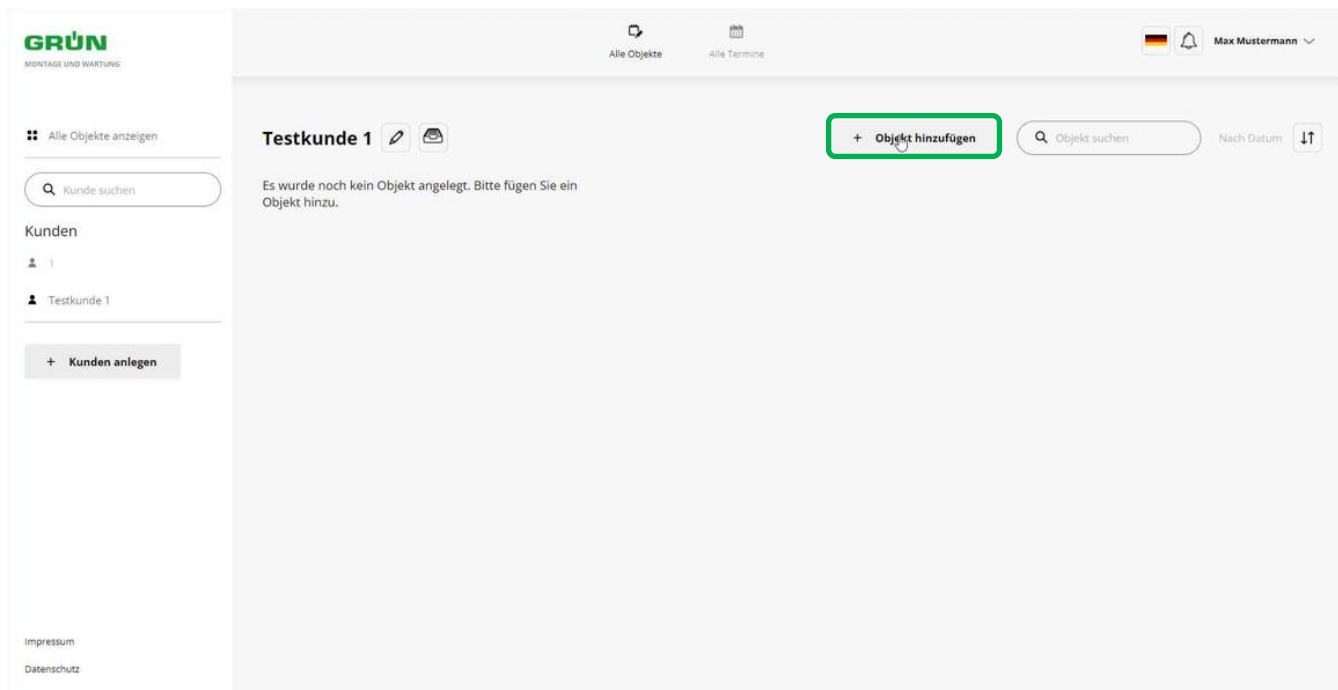 GRÜN
MONTAGE UND WARTUNG
Alle Objekte
Alle Termine
Max Mustermann
Alle Objekte anzeigen
Kunde suchen
Kunden
1
Testkunde 1
+ Kunden anlegen
Testkunde 1
+ Objekt hinzufügen
Objekt suchen
Nach Datum
Es wurde noch kein Objekt angelegt. Bitte fügen Sie ein
Objekt hinzu.
Impressum
Datenschutz